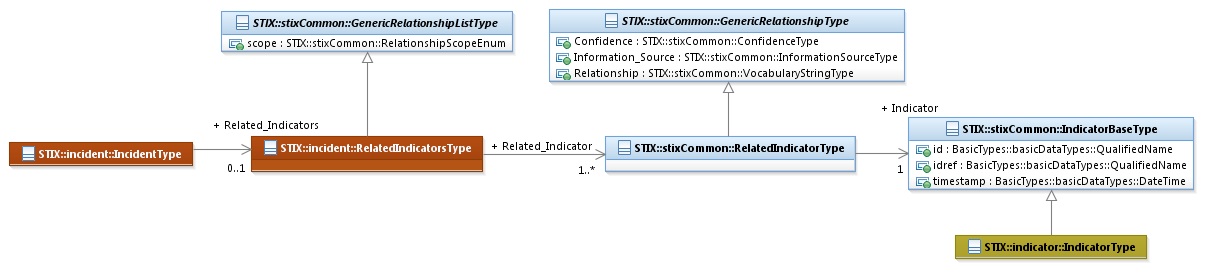 STIX::stixCommon::GenericRelationshipListType
scope : STIX::stixCommon::RelationshipScopeEnum
STIX::stixCommon::GenericRelationshipType
Confidence : STIX::stixCommon::ConfidenceType
Information_Source : STIX::stixCommon::InformationSourceType
Relationship : STIX::stixCommon::VocabularyStringType
STIX::incident::IncidentType
+ Related_Indicators
0..1
STIX::incident::RelatedIndicatorsType
+ Related_Indicator
1..*
STIX::stixCommon::RelatedIndicatorType
+ Indicator
1
STIX::stixCommon::IndicatorBaseType
id : BasicTypes::basicDataTypes::QualifiedName
idref : BasicTypes::basicDataTypes::QualifiedName
timestamp : BasicTypes::basicDataTypes::DateTime
STIX::indicator::IndicatorType